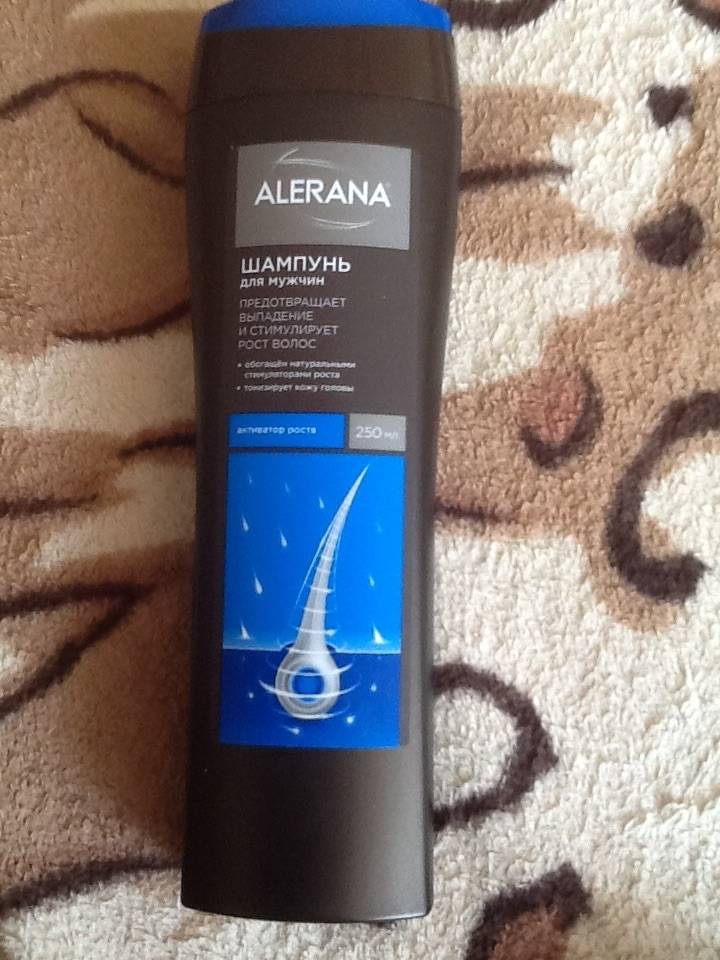 ALERANA®
ШАМПУНЬ
для мужчин
ПРЕДОТВРАЩАЕТ
ВЫПАДЕНИЕ
И СТИМУЛИРУЕТ
РОСТ ВОЛОС
• обогащён натуральными
стимуляторами роста
• тонизирует кожу головы
активатор роста
250 мл